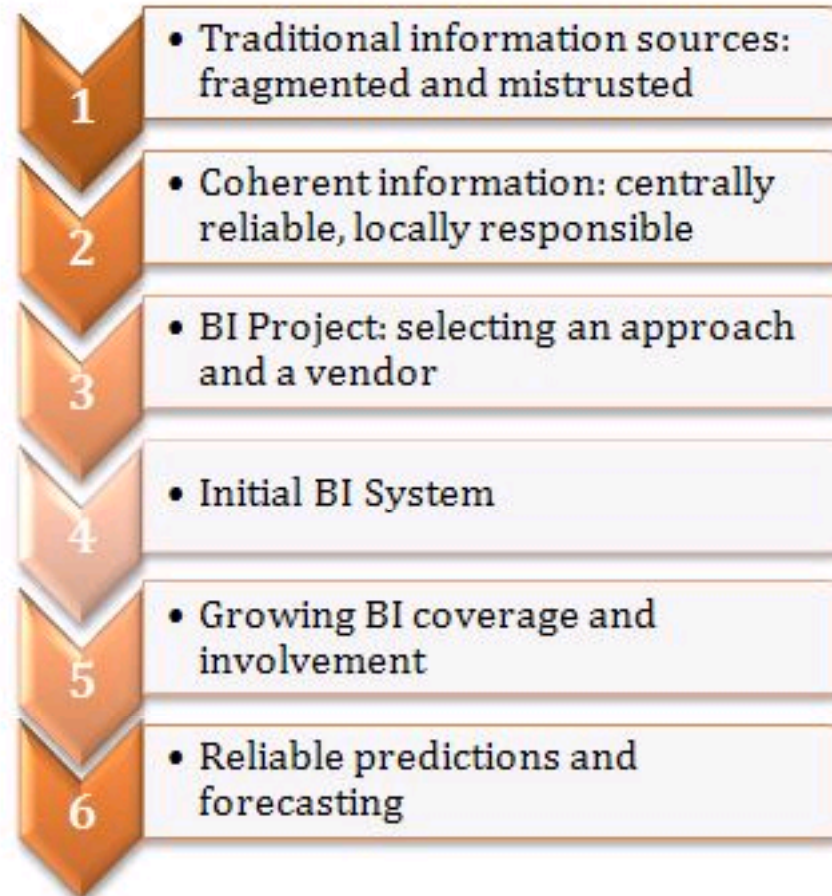 1
• Traditional information sources:
fragmented and mistrusted
2
• Coherent information: centrally
reliable, locally responsible
3
• BI Project: selecting an approach
and a vendor
4
• Initial BI System
5
• Growing BI coverage and
involvement
6
• Reliable predictions and
forecasting